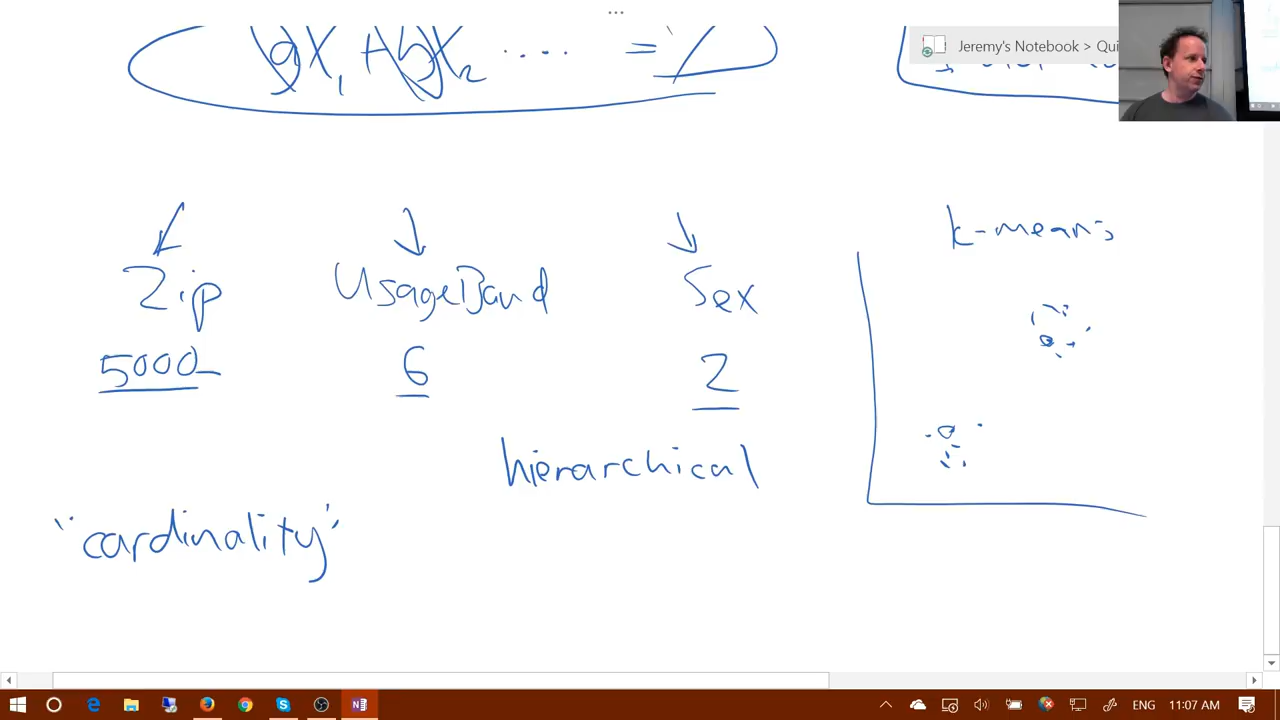 Jeremy's Notebook > Qui
= Y
k-means
Zip UsageBand Sex
5000 6 2
hierarchical
"cardinality"
ENG 11:07 AM